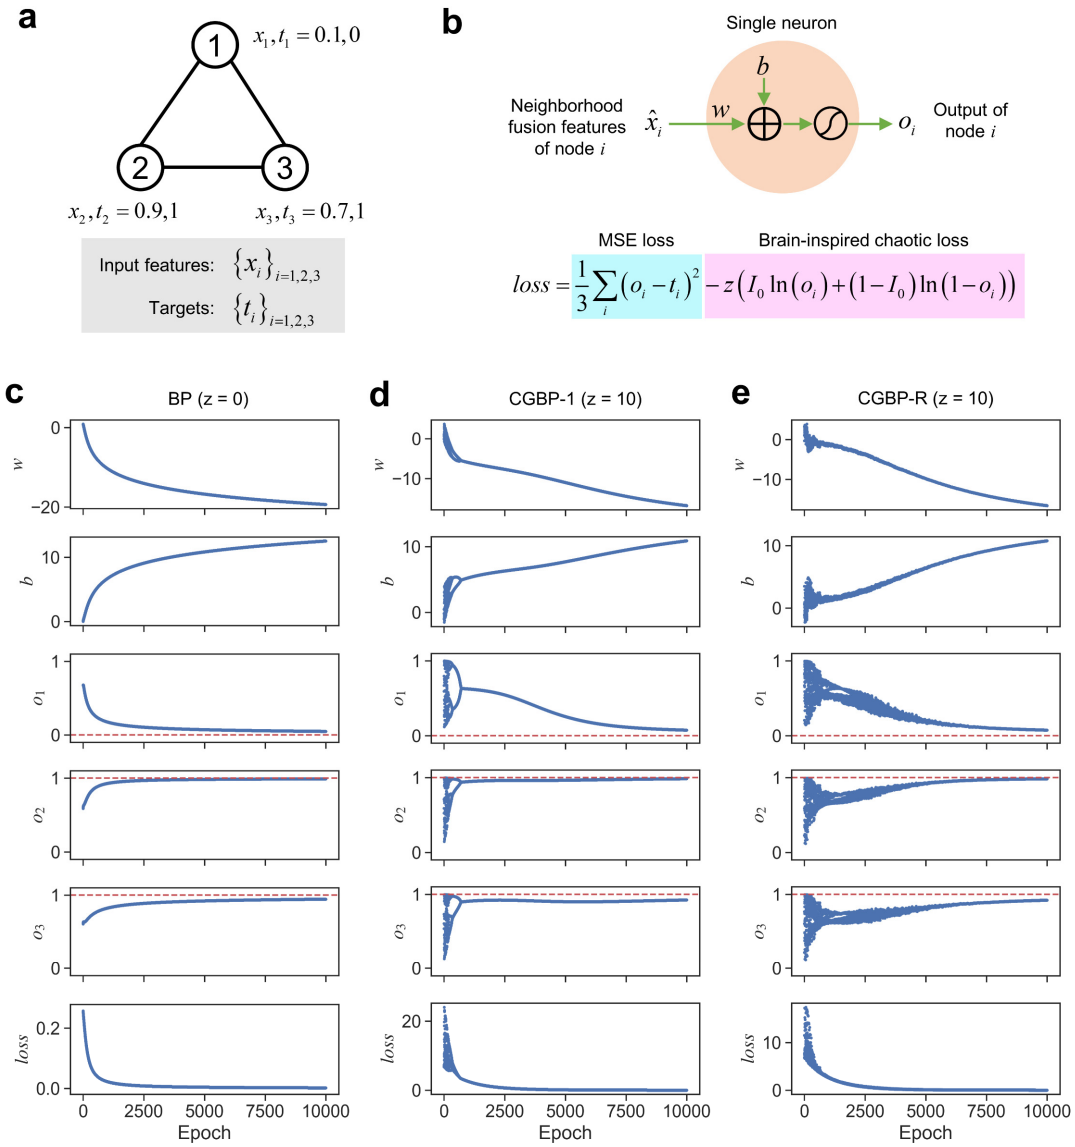 a
1
x₁,t₁ = 0.1,0
2
3
x₂,t₂ = 0.9,1
x₃,t₃ = 0.7,1
Input features: {xᵢ}ᵢ₌₁,₂,₃
Targets: {tᵢ}ᵢ₌₁,₂,₃
b
Single neuron
b
Neighborhood
fusion features
of node i
x̂ᵢ
w
oᵢ
Output of
node i
MSE loss
Brain-inspired chaotic loss
loss = 1/3 ∑ᵢ (oᵢ − tᵢ)² − z(I₀ ln(oᵢ) + (1 − I₀) ln(1 − oᵢ))
c
BP (z = 0)
w
0
−20
b
10
0
o₁
1
0
o₂
1
0
o₃
1
0
loss
0.2
0.0
0 2500 5000 7500 10000
Epoch
d
CGBP-1 (z = 10)
w
0
−10
b
10
0
o₁
1
0
o₂
1
0
o₃
1
0
loss
20
0
0 2500 5000 7500 10000
Epoch
e
CGBP-R (z = 10)
w
0
−10
b
10
0
o₁
1
0
o₂
1
0
o₃
1
0
loss
10
0
0 2500 5000 7500 10000
Epoch